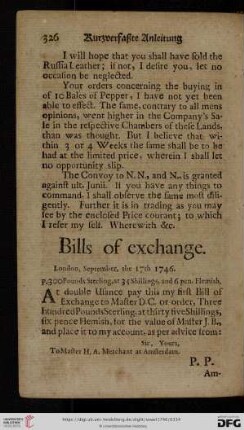 326 Kurzverfaßte Anleitung
I will hope that you shall have sold the
Russia Leather; if not, I desire you, let no
occasion be neglected.
Your orders concerning the buying in
of 10 Bales of Pepper, I have not yet been
able to effect. The same, contrary to all mens
opinions, went higher in the Company's Sa-
le in the respective Chambers of these Lands,
than was thought. But I believe that wi-
thin 3 or 4 Weeks the same shall be to be
had at the limited price, wherein I shall let
no opportunity slip.
The Convoy to N. N., and N.. is granted
against ult. Junii. If you have any things to
command, I shall observe the same most dili-
gently. Further it is in trading as you may
see by the enclosed Price courant; to which
I refer my self. Wherewith &c.
Bills of exchange.
London, September, the 17th 1746.
p. 300 Pounds Sterling, at 35 Shillings, and 6 pen. Flemish.
At double Usance pay this my first Bill of
Exchange to Master D. C. or order, Three
hundred Pounds Sterling, at thirty five Shillings,
six pence Flemish, for the value of Master J. B.,
and place it to my account, as per advice from:
Sir, Yours,
To Master H. A. Merchant at Amsterdam.
P. P.
Am-